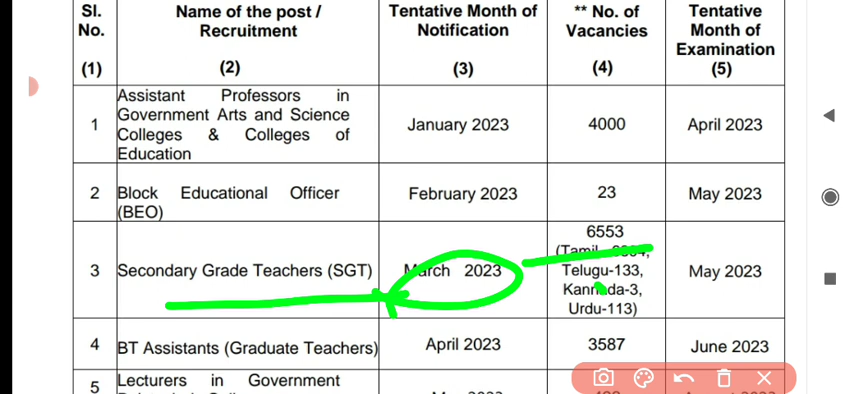 Sl. No.
Name of the post / Recruitment
Tentative Month of Notification
** No. of Vacancies
Tentative Month of Examination
(1)
(2)
(3)
(4)
(5)
1
Assistant Professors in
Government Arts and Science
Colleges & Colleges of
Education
January 2023
4000
April 2023
2
Block Educational Officer
(BEO)
February 2023
23
May 2023
3
Secondary Grade Teachers (SGT)
March 2023
6553
(Tamil
Telugu-133,
Kannada-3,
Urdu-113)
May 2023
4
BT Assistants (Graduate Teachers)
April 2023
3587
June 2023
5
Lecturers in Government